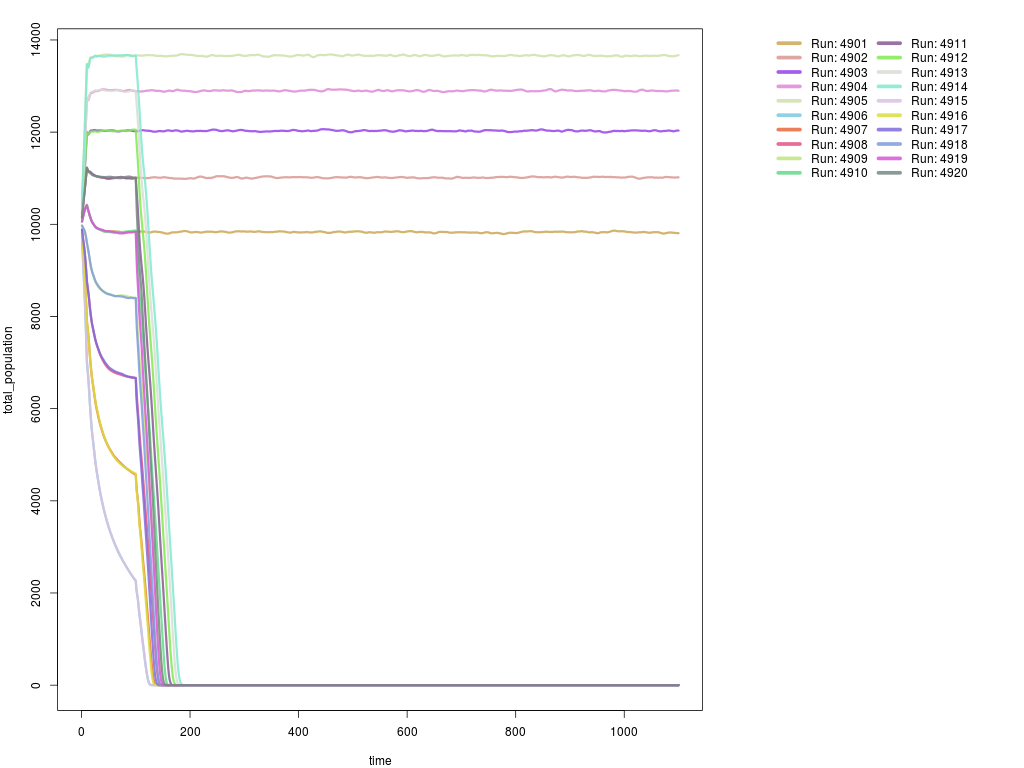 total_population
14000
12000
10000
8000
6000
4000
2000
0
0
200
400
600
800
1000
time
Run: 4901
Run: 4902
Run: 4903
Run: 4904
Run: 4905
Run: 4906
Run: 4907
Run: 4908
Run: 4909
Run: 4910
Run: 4911
Run: 4912
Run: 4913
Run: 4914
Run: 4915
Run: 4916
Run: 4917
Run: 4918
Run: 4919
Run: 4920